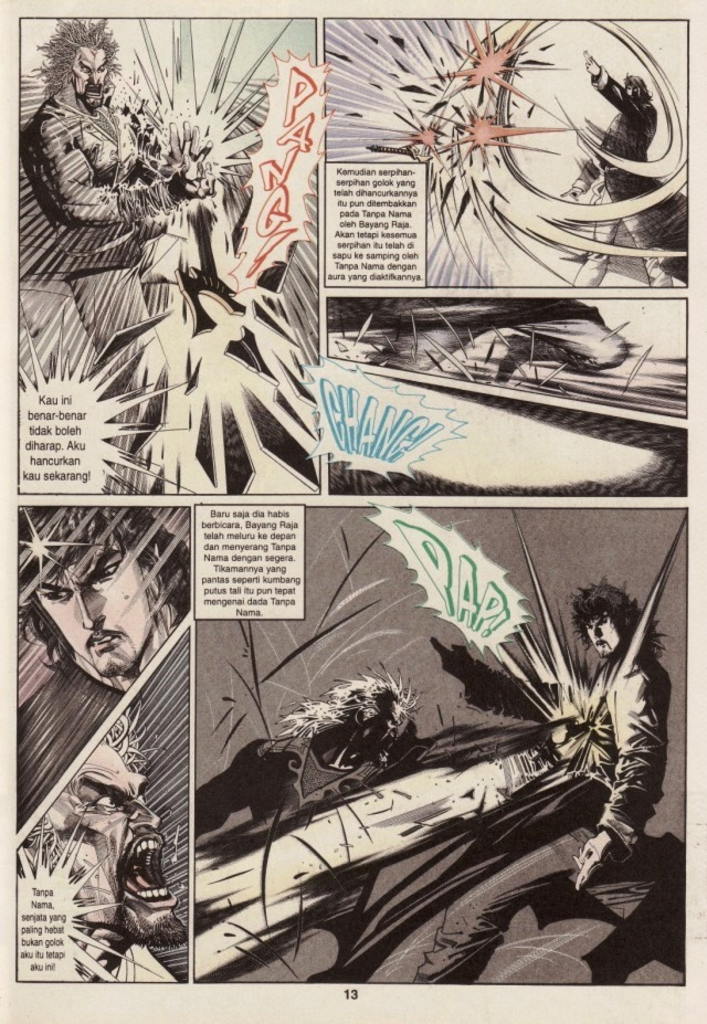 PANG!
Kemudian serpihan-
serpihan golok yang
telah dihancurkannya
itu pun ditembakkan
pada Tanpa Nama
oleh Bayang Raja.
Akan tetapi kesemua
serpihan itu telah di
sapu ke samping oleh
Tanpa Nama dengan
aura yang diaktifkannya.
Kau ini
benar-benar
tidak boleh
diharap. Aku
hancurkan
kau sekarang!
CHANG!
Baru saja dia habis
berbicara, Bayang Raja
telah meluru ke depan
dan menyerang Tanpa
Nama dengan segera.
Tikamannya yang
pantas seperti kumbang
putus tali itu pun tepat
mengenai dada Tanpa
Nama.
PAP!
Tanpa
Nama,
senjata yang
paling hebat
bukan golok
aku itu tetapi
aku ini!
13